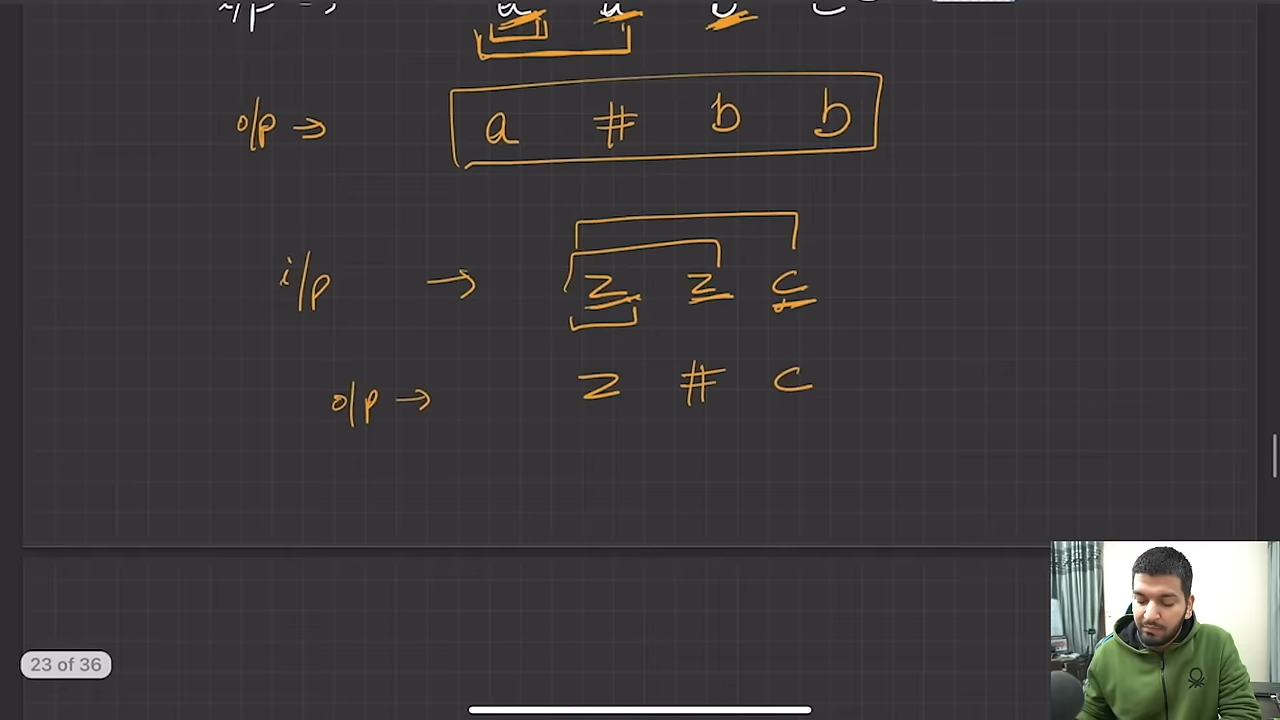 i/p →
o/p → a # b b
i/p → z z c
o/p → z # c
23 of 36